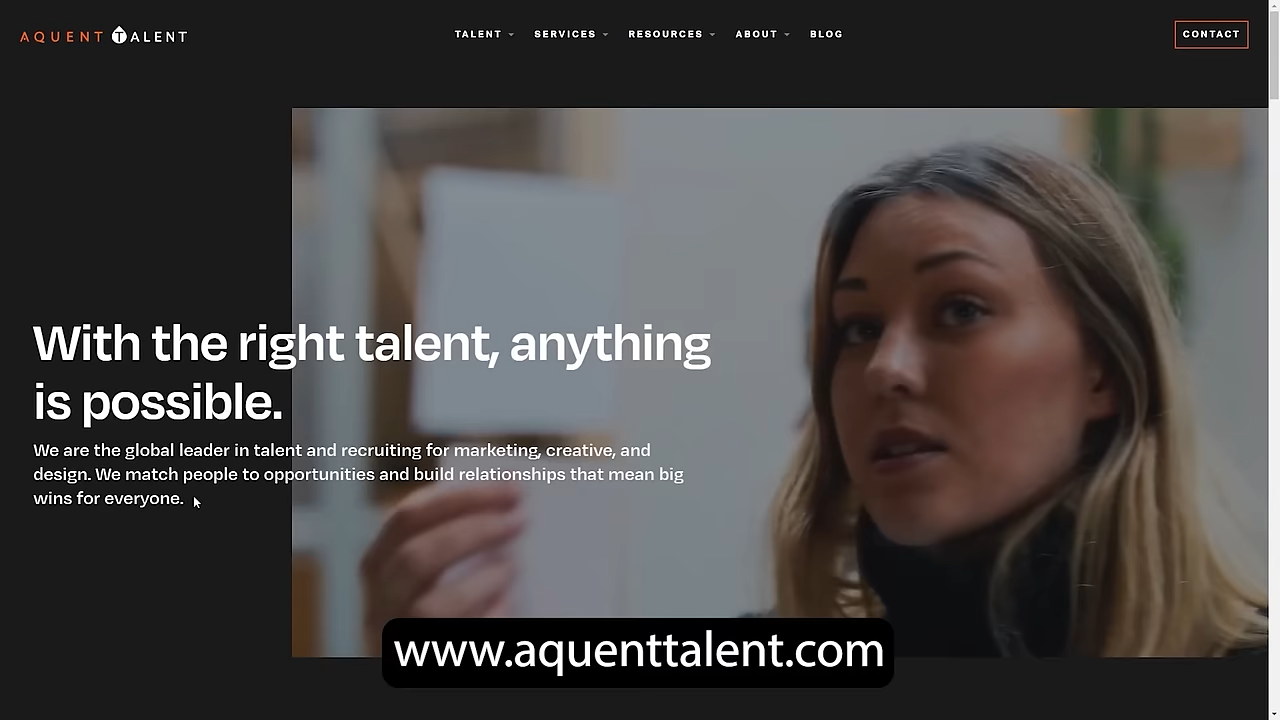 AQUENT TALENT
TALENT
SERVICES
RESOURCES
ABOUT
BLOG
CONTACT
With the right talent, anything
is possible.
We are the global leader in talent and recruiting for marketing, creative, and
design. We match people to opportunities and build relationships that mean big
wins for everyone.
www.aquenttalent.com